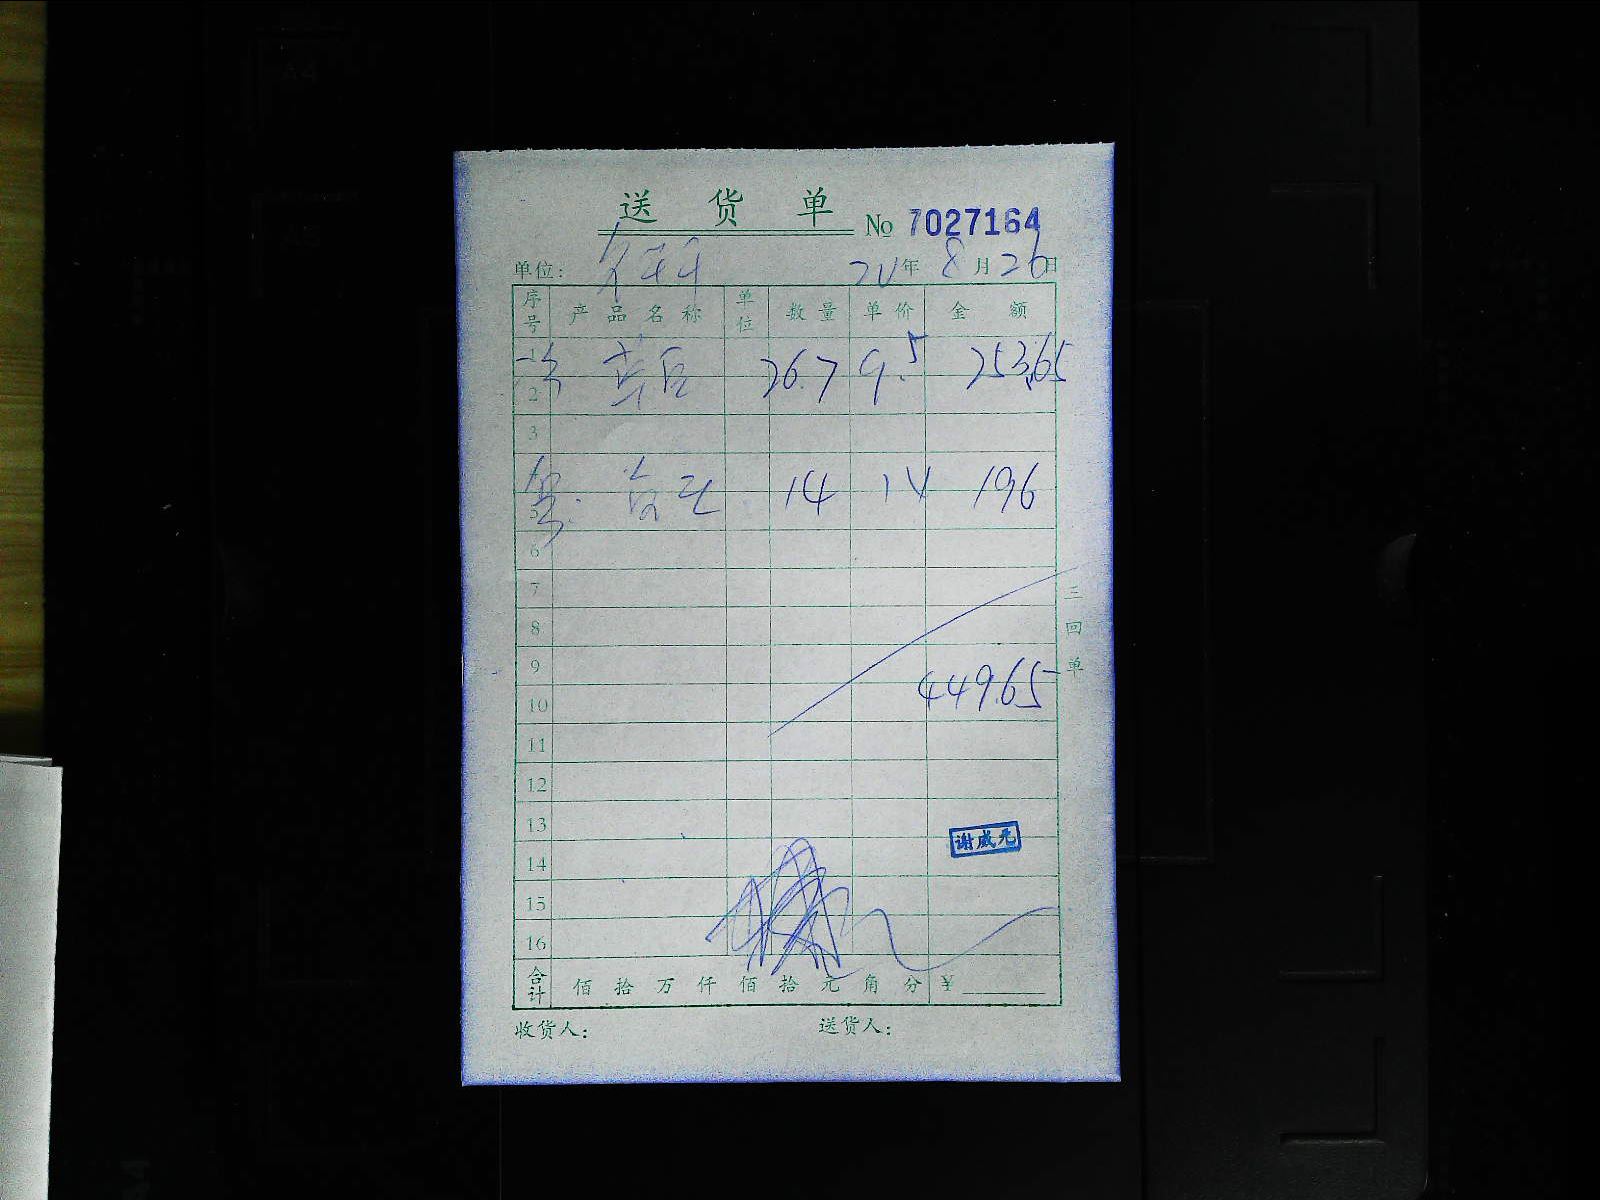 送 货 单 No 7027164
单位: 年 8 月 26 日
序号 产品名称 单位 数量 单价 金额
1 26.7 9.5 253.65
2
3
14 14 196
5
6
7
三
8
回
9
单
449.65
10
11
12
13
谢威元
14
15
16
合计 佰 拾 万 仟 佰 拾 元 角 分 ¥
收货人: 送货人: